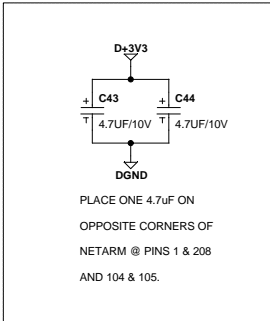 D+3V3
+ C43 + C44
4.7UF/10V 4.7UF/10V
DGND
PLACE ONE 4.7uF ON
OPPOSITE CORNERS OF
NETARM @ PINS 1 & 208
AND 104 & 105.